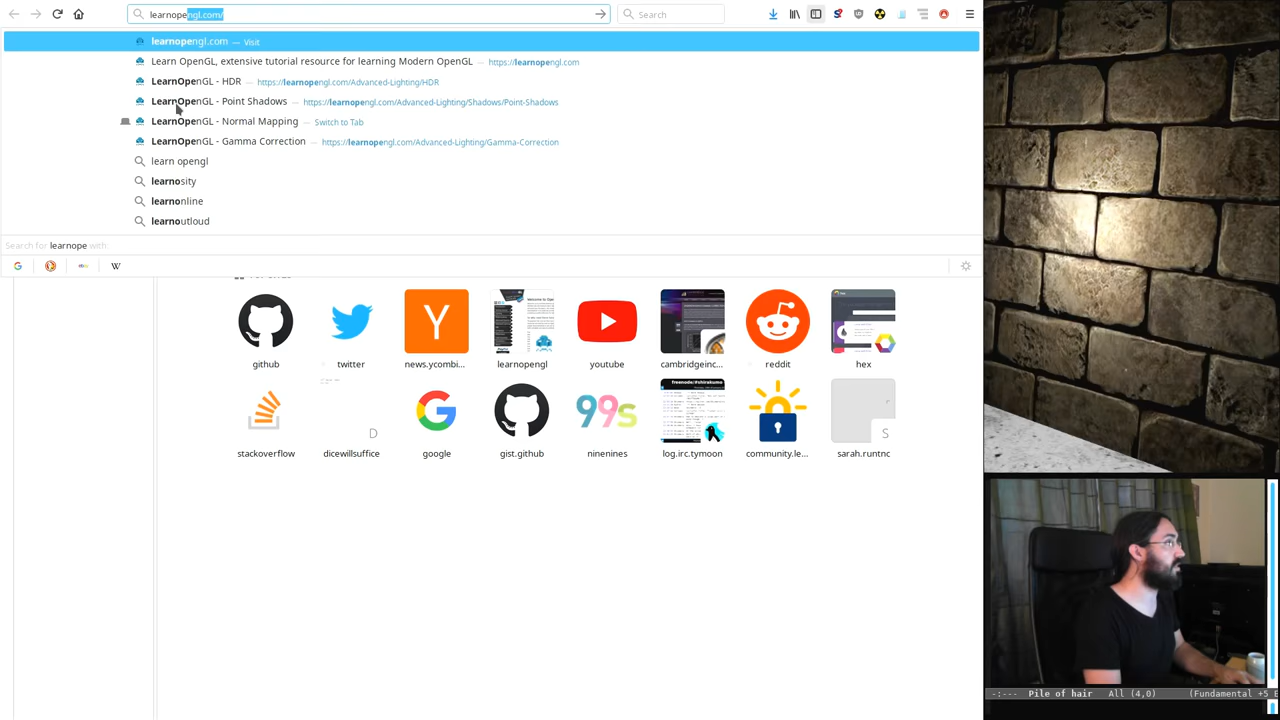 learnopengl.com/
Search
learnopengl.com — Visit
Learn OpenGL, extensive tutorial resource for learning Modern OpenGL — https://learnopengl.com
LearnOpenGL - HDR — https://learnopengl.com/Advanced-Lighting/HDR
LearnOpenGL - Point Shadows — https://learnopengl.com/Advanced-Lighting/Shadows/Point-Shadows
LearnOpenGL - Normal Mapping — Switch to Tab
LearnOpenGL - Gamma Correction — https://learnopengl.com/Advanced-Lighting/Gamma-Correction
learn opengl
learnosity
learnonline
learnoutloud
Search for learnope with:
github
twitter
news.ycombi...
learnopengl
youtube
cambridgeinc...
reddit
hex
stackoverflow
dicewillsuffice
google
gist.github
ninenines
log.irc.tymoon
community.le...
sarah.runtnc
Y
D
99s
S
-:--- Pile of hair All (4,0) (Fundamental +5 E